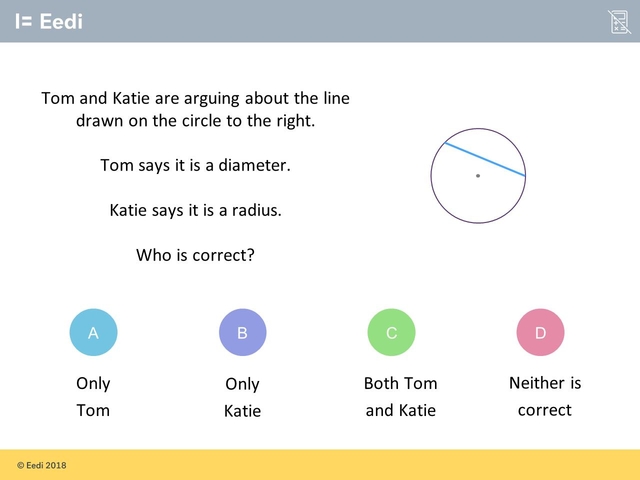 I= Eedi
Tom and Katie are arguing about the line
drawn on the circle to the right.
Tom says it is a diameter.
Katie says it is a radius.
Who is correct?
A
B
C
D
Only
Tom
Only
Katie
Both Tom
and Katie
Neither is
correct
© Eedi 2018